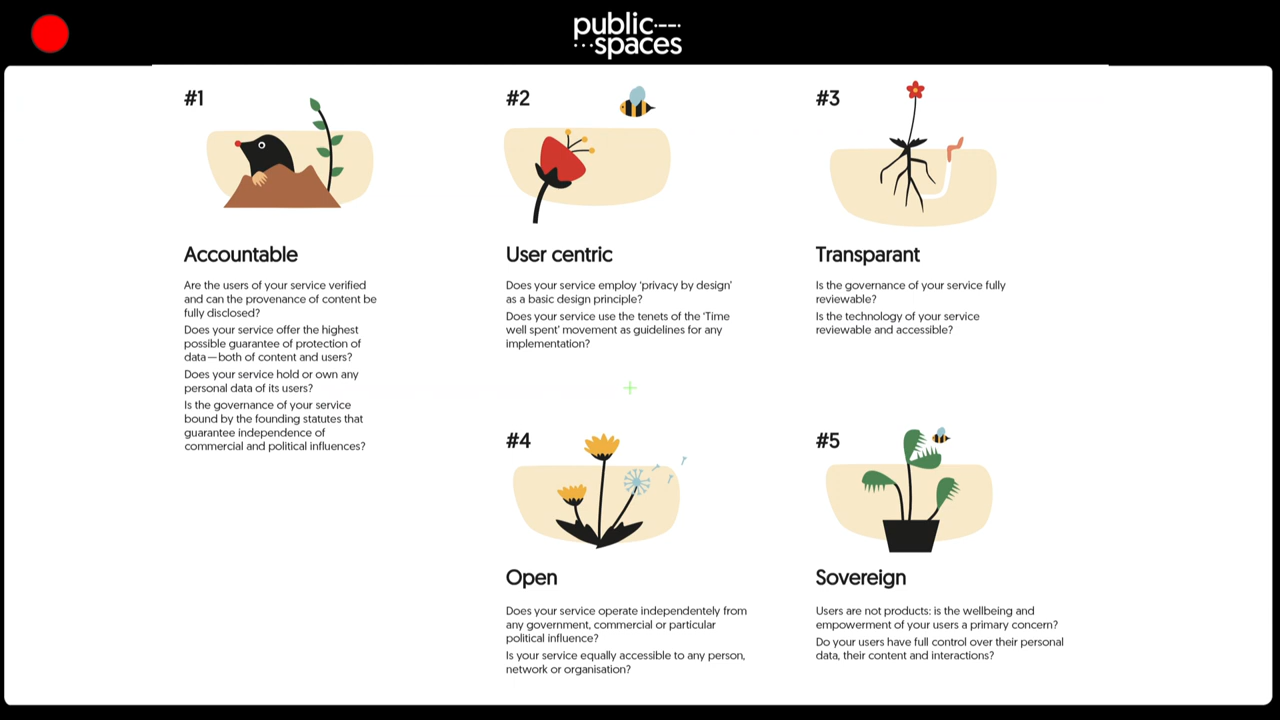 public
spaces
#1
Accountable
Are the users of your service verified
and can the provenance of content be
fully disclosed?
Does your service offer the highest
possible guarantee of protection of
data—both of content and users?
Does your service hold or own any
personal data of its users?
Is the governance of your service
bound by the founding statutes that
guarantee independence of
commercial and political influences?
#2
User centric
Does your service employ ‘privacy by design’
as a basic design principle?
Does your service use the tenets of the ‘Time
well spent’ movement as guidelines for any
implementation?
#3
Transparant
Is the governance of your service fully
reviewable?
Is the technology of your service
reviewable and accessible?
#4
Open
Does your service operate independentely from
any government, commercial or particular
political influence?
Is your service equally accessible to any person,
network or organisation?
#5
Sovereign
Users are not products: is the wellbeing and
empowerment of your users a primary concern?
Do your users have full control over their personal
data, their content and interactions?